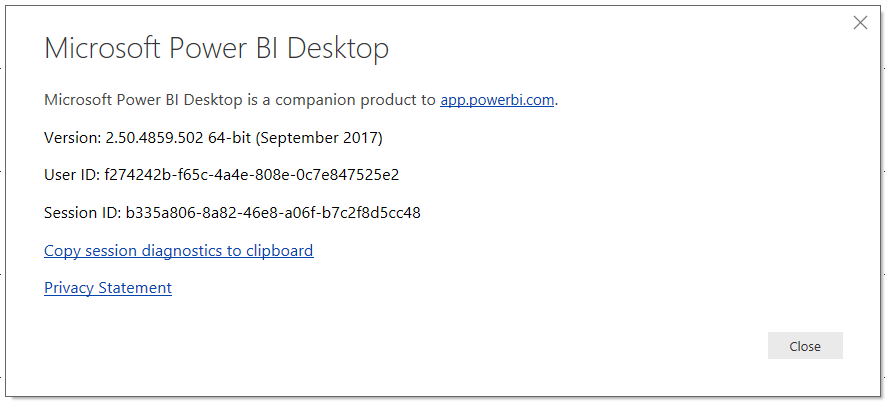 Microsoft Power BI Desktop
Microsoft Power BI Desktop is a companion product to app.powerbi.com.
Version: 2.50.4859.502 64-bit (September 2017)
User ID: f274242b-f65c-4a4e-808e-0c7e847525e2
Session ID: b335a806-8a82-46e8-a06f-b7c2f8d5cc48
Copy session diagnostics to clipboard
Privacy Statement
Close